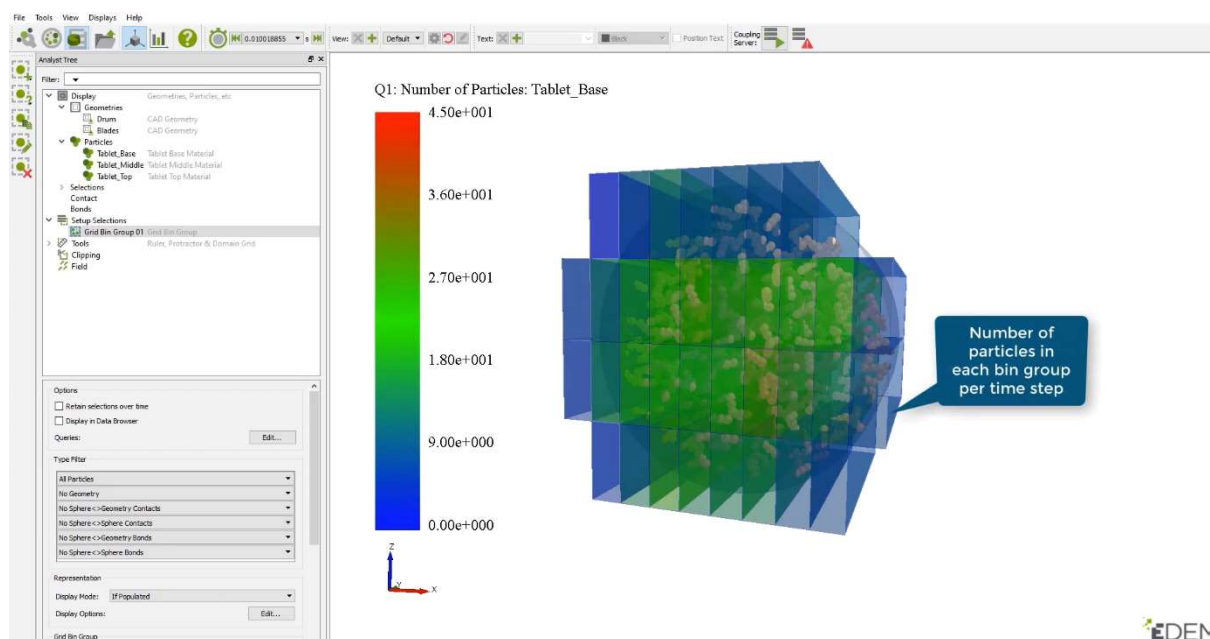 File Tools View Displays Help
0.010018855 s View: Default Text: Black Position Text Coupling Server:
Analyst Tree
Filter:
Display Geometries, Particles, etc
Geometries
Drum CAD Geometry
Blades CAD Geometry
Particles
Tablet_Base Tablet Base Material
Tablet_Middle Tablet Middle Material
Tablet_Top Tablet Top Material
Selections
Contact
Bonds
Setup Selections
Grid Bin Group 01 Grid Bin Group
Tools Ruler, Protractor & Domain Grid
Clipping
Field
Options
Retain selections over time
Display in Data Browser
Queries: Edit...
Type Filter
All Particles
No Geometry
No Sphere<>Geometry Contacts
No Sphere<>Sphere Contacts
No Sphere<>Geometry Bonds
No Sphere<>Sphere Bonds
Representation
Display Mode: If Populated
Display Options: Edit...
Grid Bin Group
Q1: Number of Particles: Tablet_Base
4.50e+001
3.60e+001
2.70e+001
1.80e+001
9.00e+000
0.00e+000
Z
Y
X
Number of
particles in
each bin group
per time step
EDEM